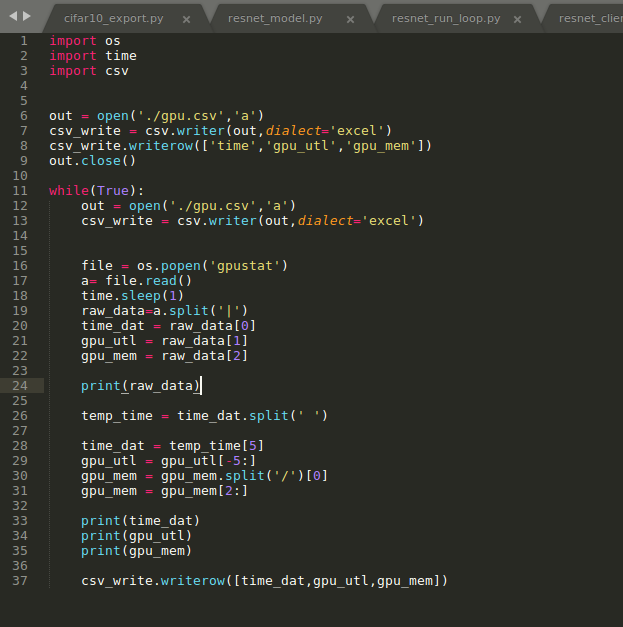 cifar10_export.py × resnet_model.py × resnet_run_loop.py × resnet_clie
1 import os
2 import time
3 import csv
4
5
6 out = open('./gpu.csv','a')
7 csv_write = csv.writer(out,dialect='excel')
8 csv_write.writerow(['time','gpu_utl','gpu_mem'])
9 out.close()
10
11 while(True):
12     out = open('./gpu.csv','a')
13     csv_write = csv.writer(out,dialect='excel')
14
15
16     file = os.popen('gpustat')
17     a= file.read()
18     time.sleep(1)
19     raw_data=a.split('|')
20     time_dat = raw_data[0]
21     gpu_utl = raw_data[1]
22     gpu_mem = raw_data[2]
23
24     print(raw_data)
25
26     temp_time = time_dat.split(' ')
27
28     time_dat = temp_time[5]
29     gpu_utl = gpu_utl[-5:]
30     gpu_mem = gpu_mem.split('/')[0]
31     gpu_mem = gpu_mem[2:]
32
33     print(time_dat)
34     print(gpu_utl)
35     print(gpu_mem)
36
37     csv_write.writerow([time_dat,gpu_utl,gpu_mem])